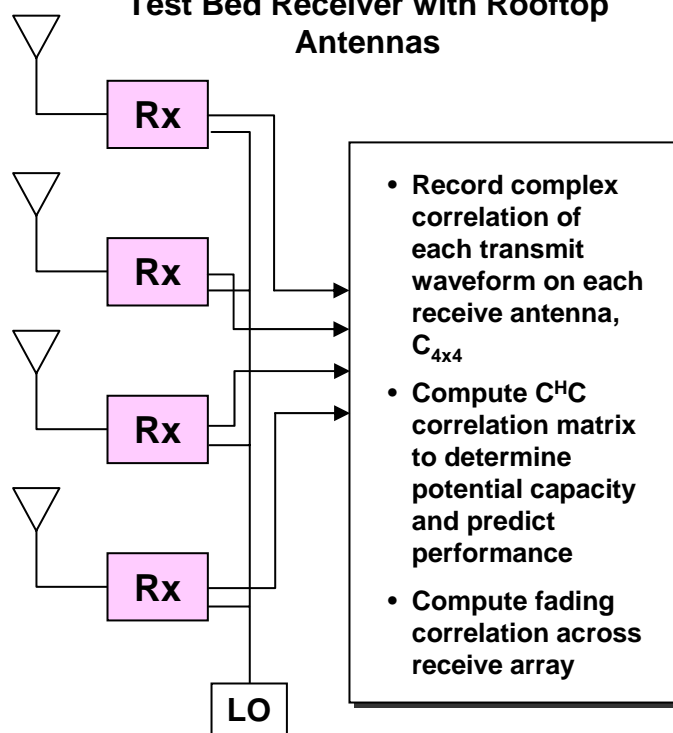 Test Bed Receiver with Rooftop
Antennas
Rx
Rx
Rx
Rx
LO
• Record complex
correlation of
each transmit
waveform on each
receive antenna,
C4x4
• Compute CHC
correlation matrix
to determine
potential capacity
and predict
performance
• Compute fading
correlation across
receive array